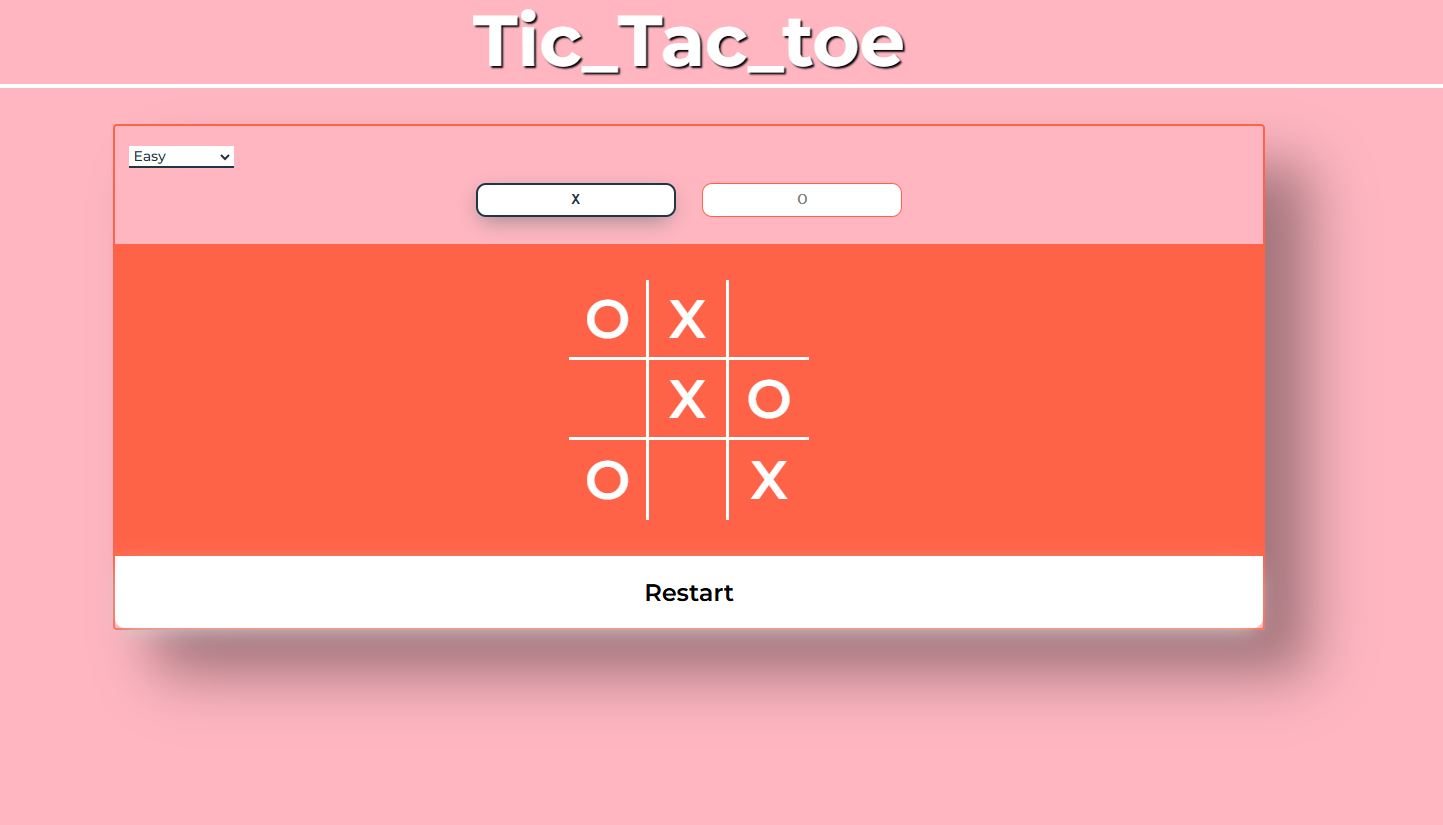 Tic_Tac_toe
Easy
X O
O X
X O
O X
Restart